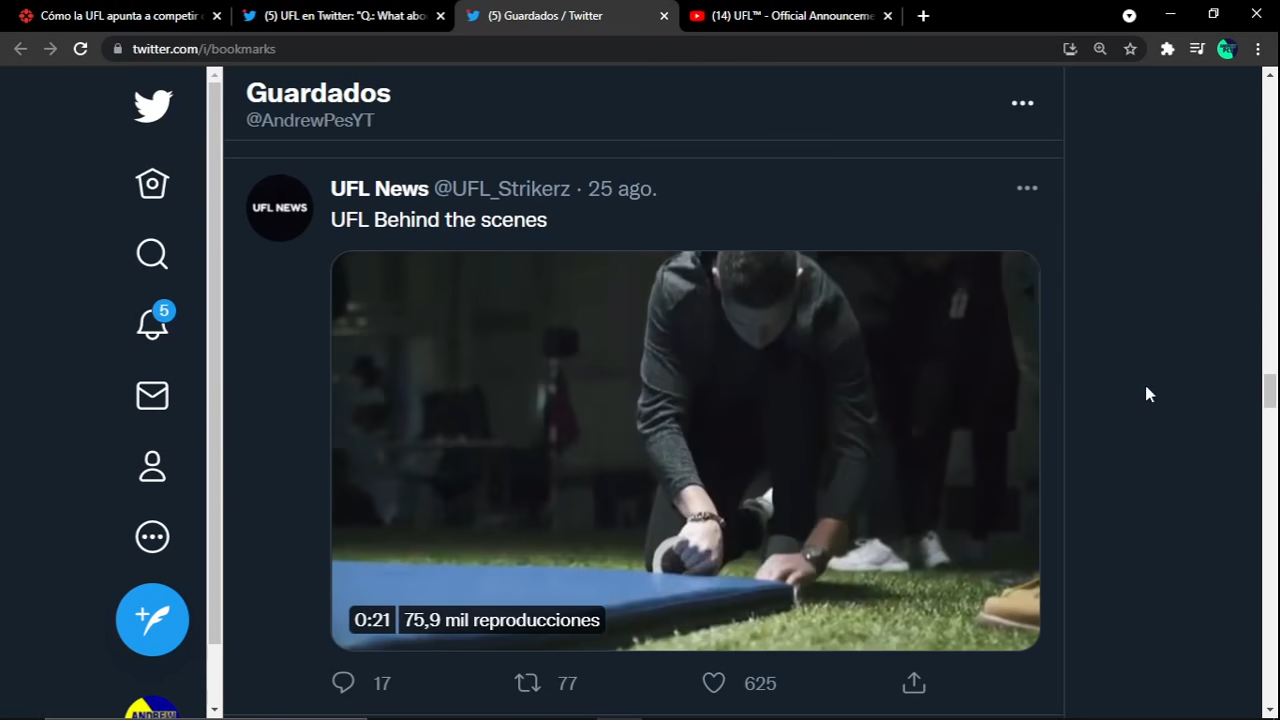 Cómo la UFL apunta a competir
(5) UFL en Twitter: "Q.: What abo
(5) Guardados / Twitter
(14) UFL™ - Official Announceme
twitter.com/i/bookmarks
Guardados
@AndrewPesYT
UFL News @UFL_Strikerz · 25 ago.
UFL NEWS
UFL Behind the scenes
5
0:21 75,9 mil reproducciones
17 77 625
ANDREW